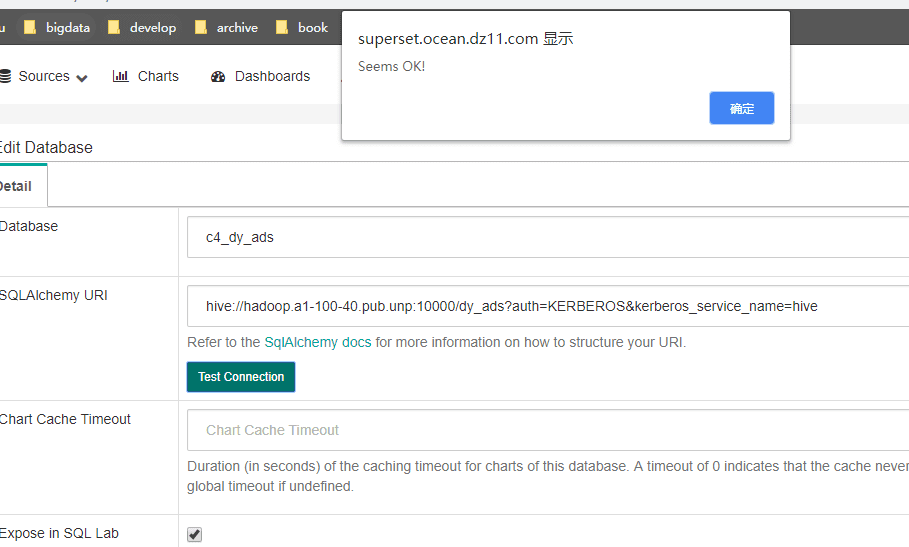 u bigdata develop archive book
superset.ocean.dz11.com 显示
Seems OK!
确定
Sources Charts Dashboards
Edit Database
Detail
Database
c4_dy_ads
SQLAlchemy URI
hive://hadoop.a1-100-40.pub.unp:10000/dy_ads?auth=KERBEROS&kerberos_service_name=hive
Refer to the SqlAlchemy docs for more information on how to structure your URI.
Test Connection
Chart Cache Timeout
Chart Cache Timeout
Duration (in seconds) of the caching timeout for charts of this database. A timeout of 0 indicates that the cache never
global timeout if undefined.
Expose in SQL Lab